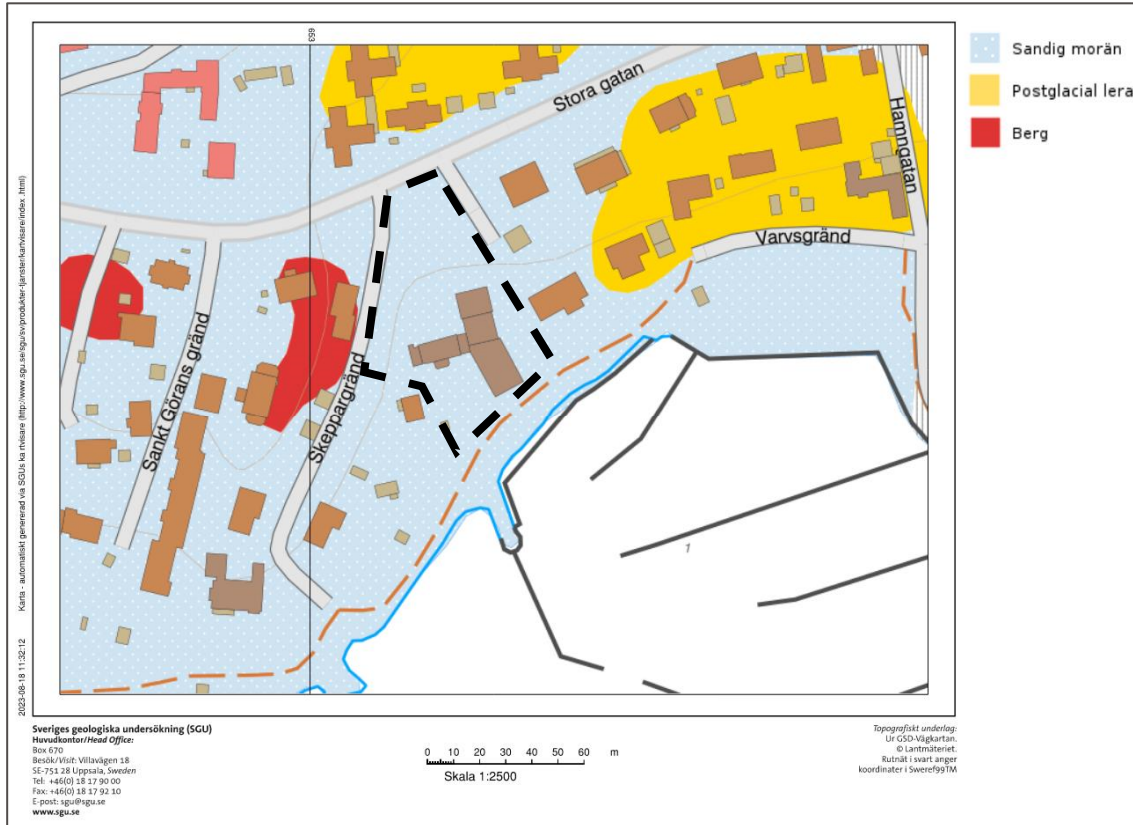 653
Stora gatan
Hamngatan
Varvsgränd
Sankt Görans gränd
Skeppargränd
1
Sandig morän
Postglacial lera
Berg
2023-08-18 11:32:12 Karta - automatiskt genererad via SGUs ka rtvisare (http://www.sgu.se/sgu/sv/produkter-tjanster/kartvisare/index .html)
Sveriges geologiska undersökning (SGU)
Huvudkontor/Head Office:
Box 670
Besök/Visit: Villavägen 18
SE-751 28 Uppsala, Sweden
Tel: +46(0) 18 17 90 00
Fax: +46(0) 18 17 92 10
E-post: sgu@sgu.se
www.sgu.se
0 10 20 30 40 50 60 m
Skala 1:2500
Topografiskt underlag:
Ur GSD-Vägkartan.
© Lantmäteriet.
Rutnät i svart anger
koordinater i Sweref99TM